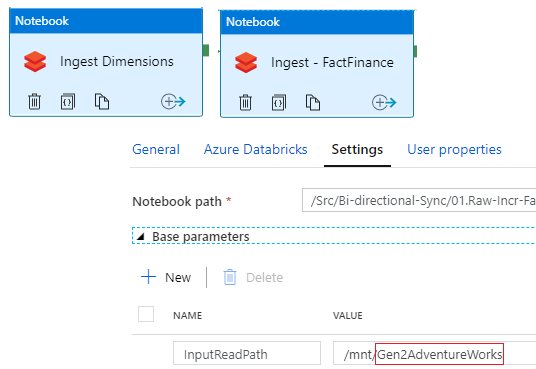 Notebook
Ingest Dimensions
Notebook
Ingest - FactFinance
General Azure Databricks Settings User properties
Notebook path * /Src/Bi-directional-Sync/01.Raw-Incr-Fa
Base parameters
New Delete
NAME VALUE
InputReadPath /mnt/Gen2AdventureWorks